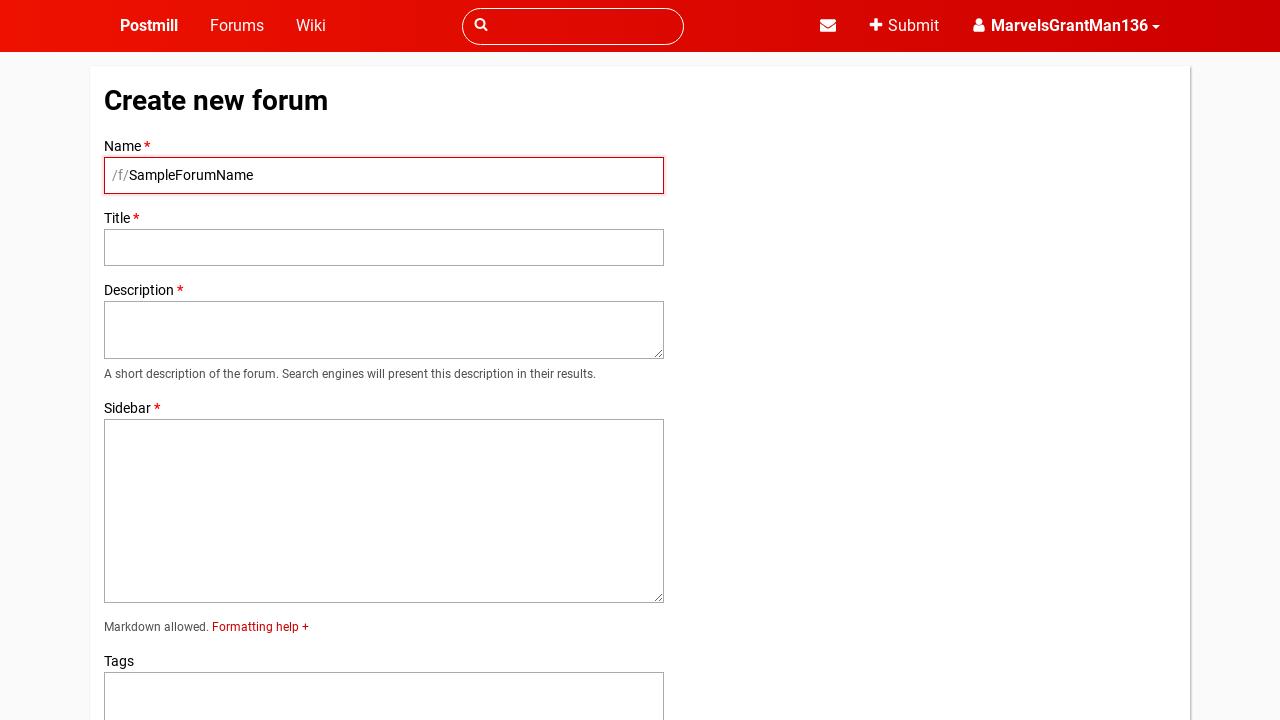 Postmill Forums Wiki Submit MarvelsGrantMan136
Create new forum
Name *
/f/SampleForumName
Title *
Description *
A short description of the forum. Search engines will present this description in their results.
Sidebar *
Markdown allowed. Formatting help +
Tags